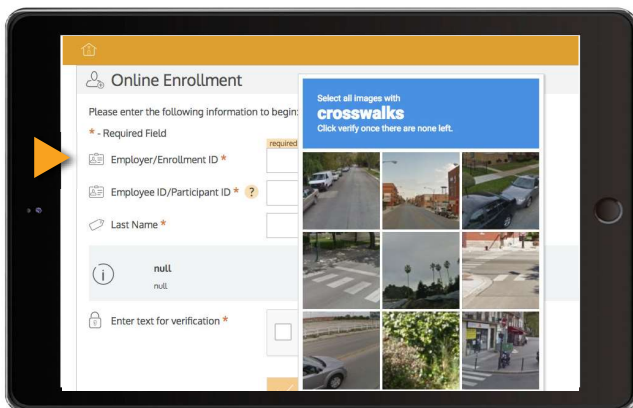 Online Enrollment
Please enter the following information to begin:
* - Required Field
required
Employer/Enrollment ID *
Employee ID/Participant ID * ?
Last Name *
null
null
Enter text for verification *
Select all images with
crosswalks
Click verify once there are none left.